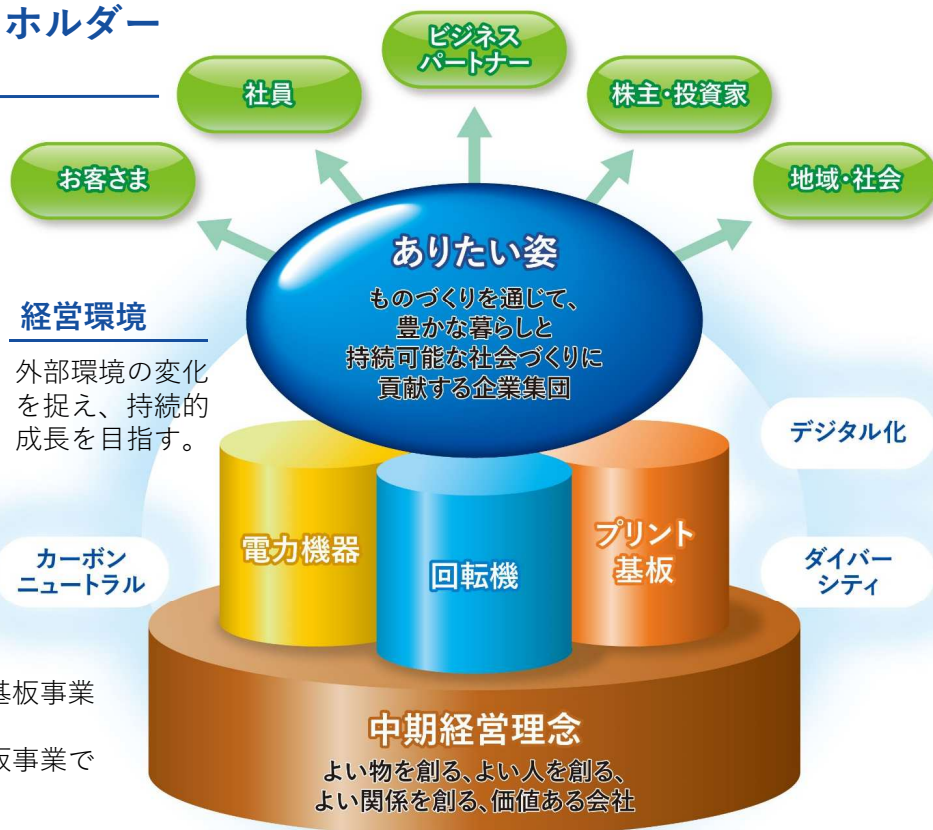 ホルダー
ビジネス
パートナー
社員
株主・投資家
お客さま
地域・社会
ありたい姿
ものづくりを通じて、
豊かな暮らしと
持続可能な社会づくりに
貢献する企業集団
経営環境
外部環境の変化
を捉え、持続的
成長を目指す。
デジタル化
カーボン
ニュートラル
ダイバー
シティ
電力機器
回転機
プリント
基板
基板事業
板事業で
中期経営理念
よい物を創る、よい人を創る、
よい関係を創る、価値ある会社